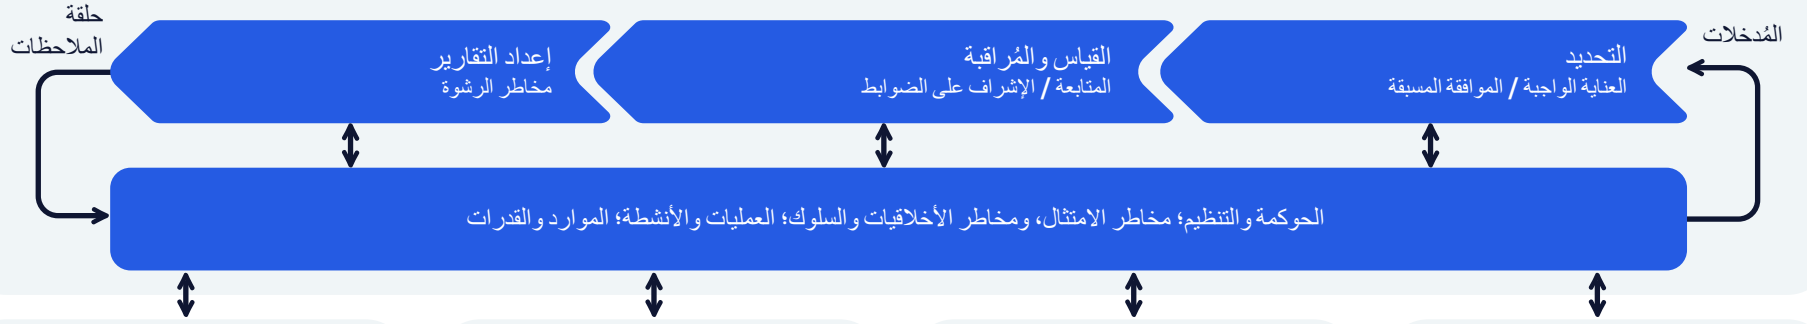 المُدخلات
التحديد
العناية الواجبة / الموافقة المسبقة
القياس والمُراقبة
المتابعة / الإشراف على الضوابط
إعداد التقارير
مخاطر الرشوة
حلقة
الملاحظات
الحوكمة والتنظيم؛ مخاطر الامتثال، ومخاطر الأخلاقيات والسلوك؛ العمليات والأنشطة؛ الموارد والقدرات